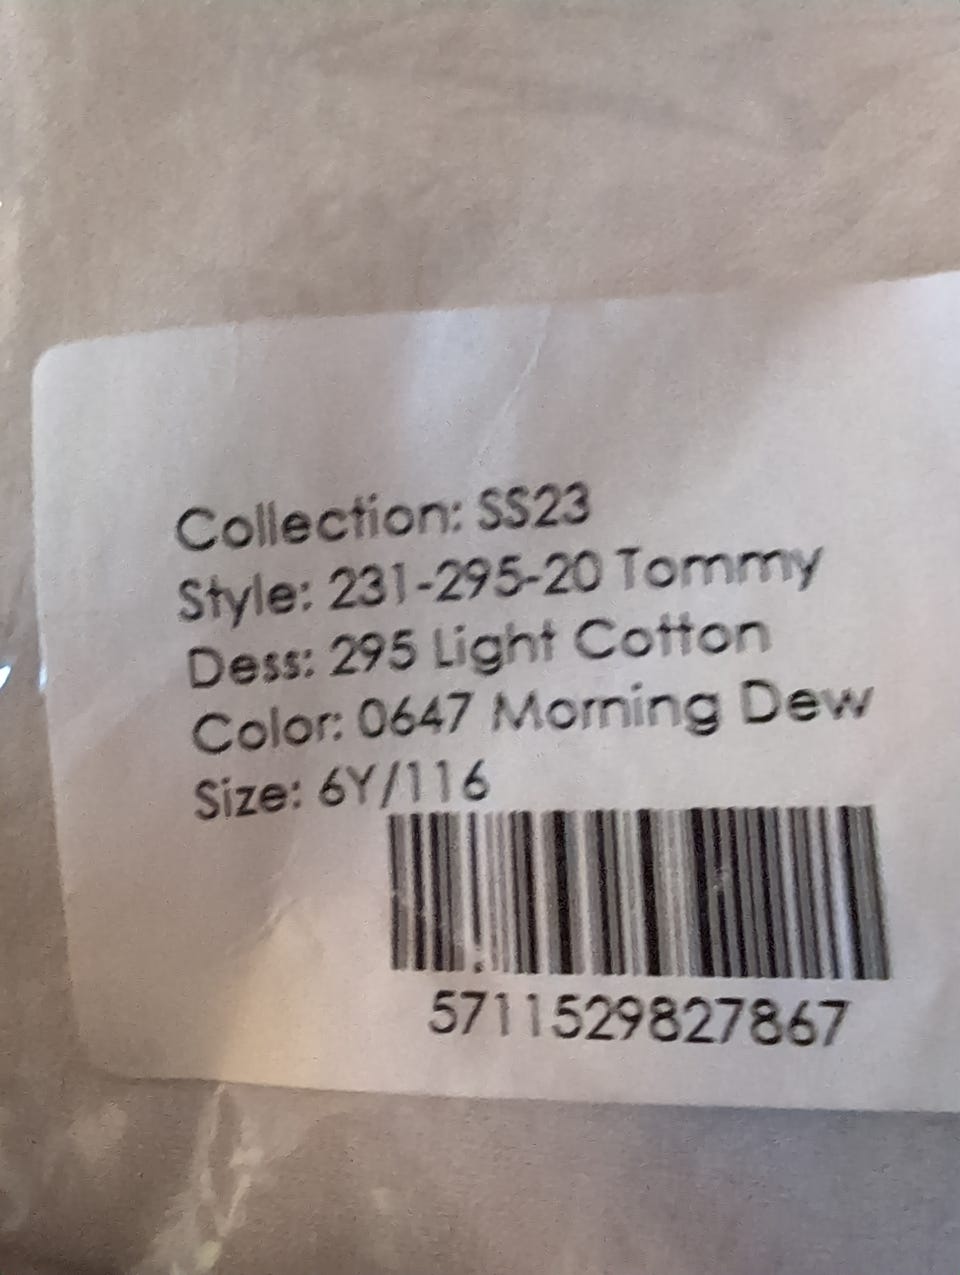 Collection: SS23
Style: 231-295-20 Tommy
Dess: 295 Light Cotton
Color: 0647 Morning Dew
Size: 6Y/116
5711529827867